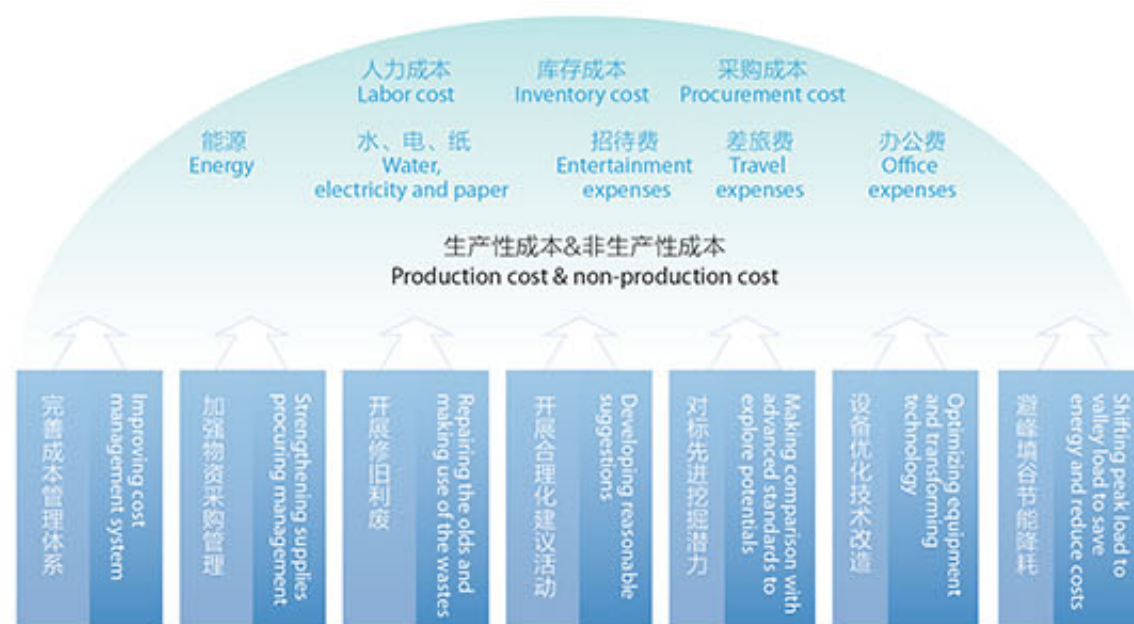 人力成本
Labor cost
库存成本
Inventory cost
采购成本
Procurement cost
能源
Energy
水、电、纸
Water,
electricity and paper
招待费
Entertainment
expenses
差旅费
Travel
expenses
办公费
Office
expenses
生产性成本&非生产性成本
Production cost & non-production cost
完善成本管理体系
Improving cost
management system
加强物资采购管理
Strengthening supplies
procuring management
开展修旧利废
Repairing the olds and
making use of the wastes
开展合理化建议活动
Developing reasonable
suggestions
对标先进挖掘潜力
Making comparison with
advanced standards to
explore potentials
设备优化技术改造
Optimizing equipment
and transforming
technology
避峰填谷节能降耗
Shifting peak load to
valley load to save
energy and reduce costs